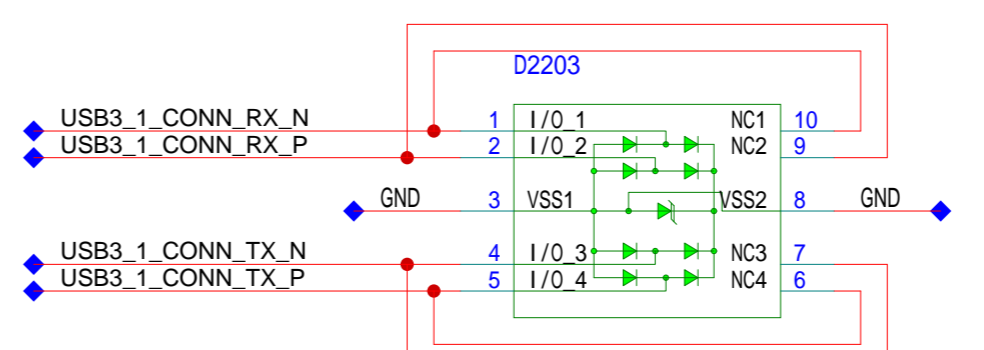 D2203
USB3_1_CONN_RX_N 1 I/O_1 NC1 10
USB3_1_CONN_RX_P 2 I/O_2 NC2 9
GND 3 VSS1 VSS2 8 GND
USB3_1_CONN_TX_N 4 I/O_3 NC3 7
USB3_1_CONN_TX_P 5 I/O_4 NC4 6